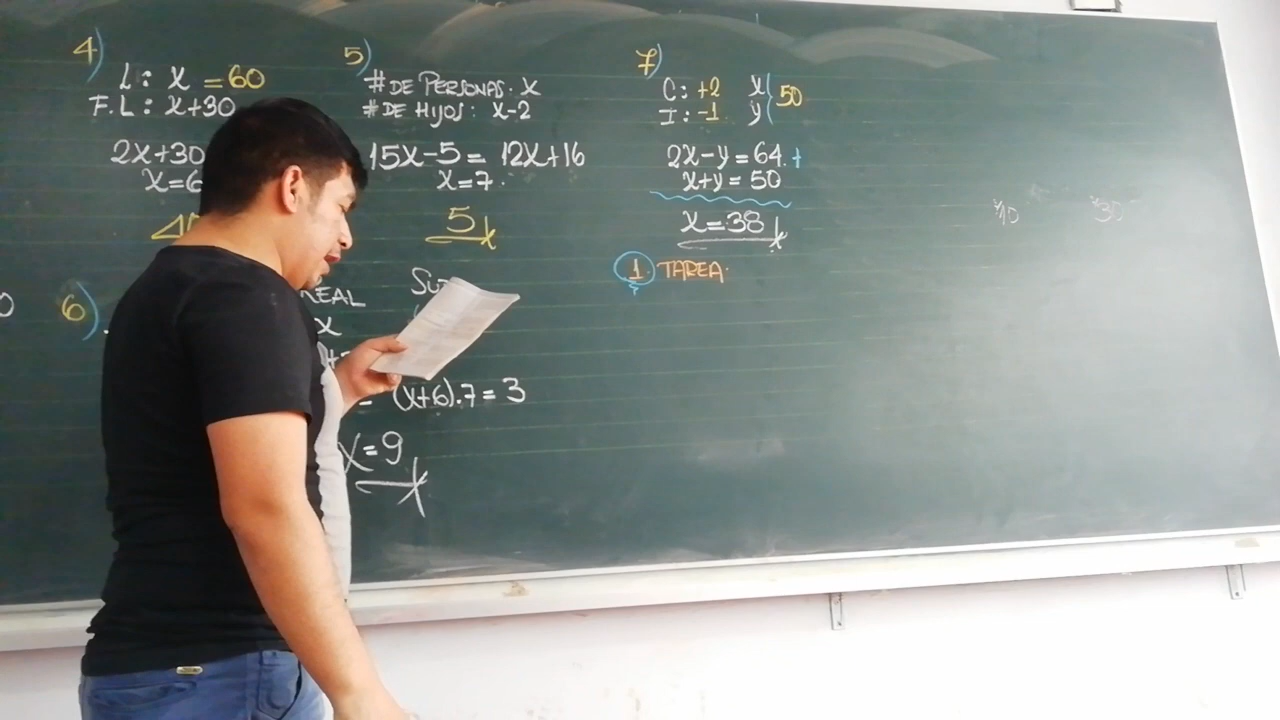 4)
L: x = 60
F.L: x+30
2x+30
x=6
5)
# DE PERSONAS: x
# DE HIJOS: x-2
15x-5 = 12x+16
x=7.
5
7)
C: +2 x
I: -1 y
50
2x-y=64.+
x+y=50
x=38
1. TAREA.
0
6)
REAL
x
(x+6).7 = 3
x=9